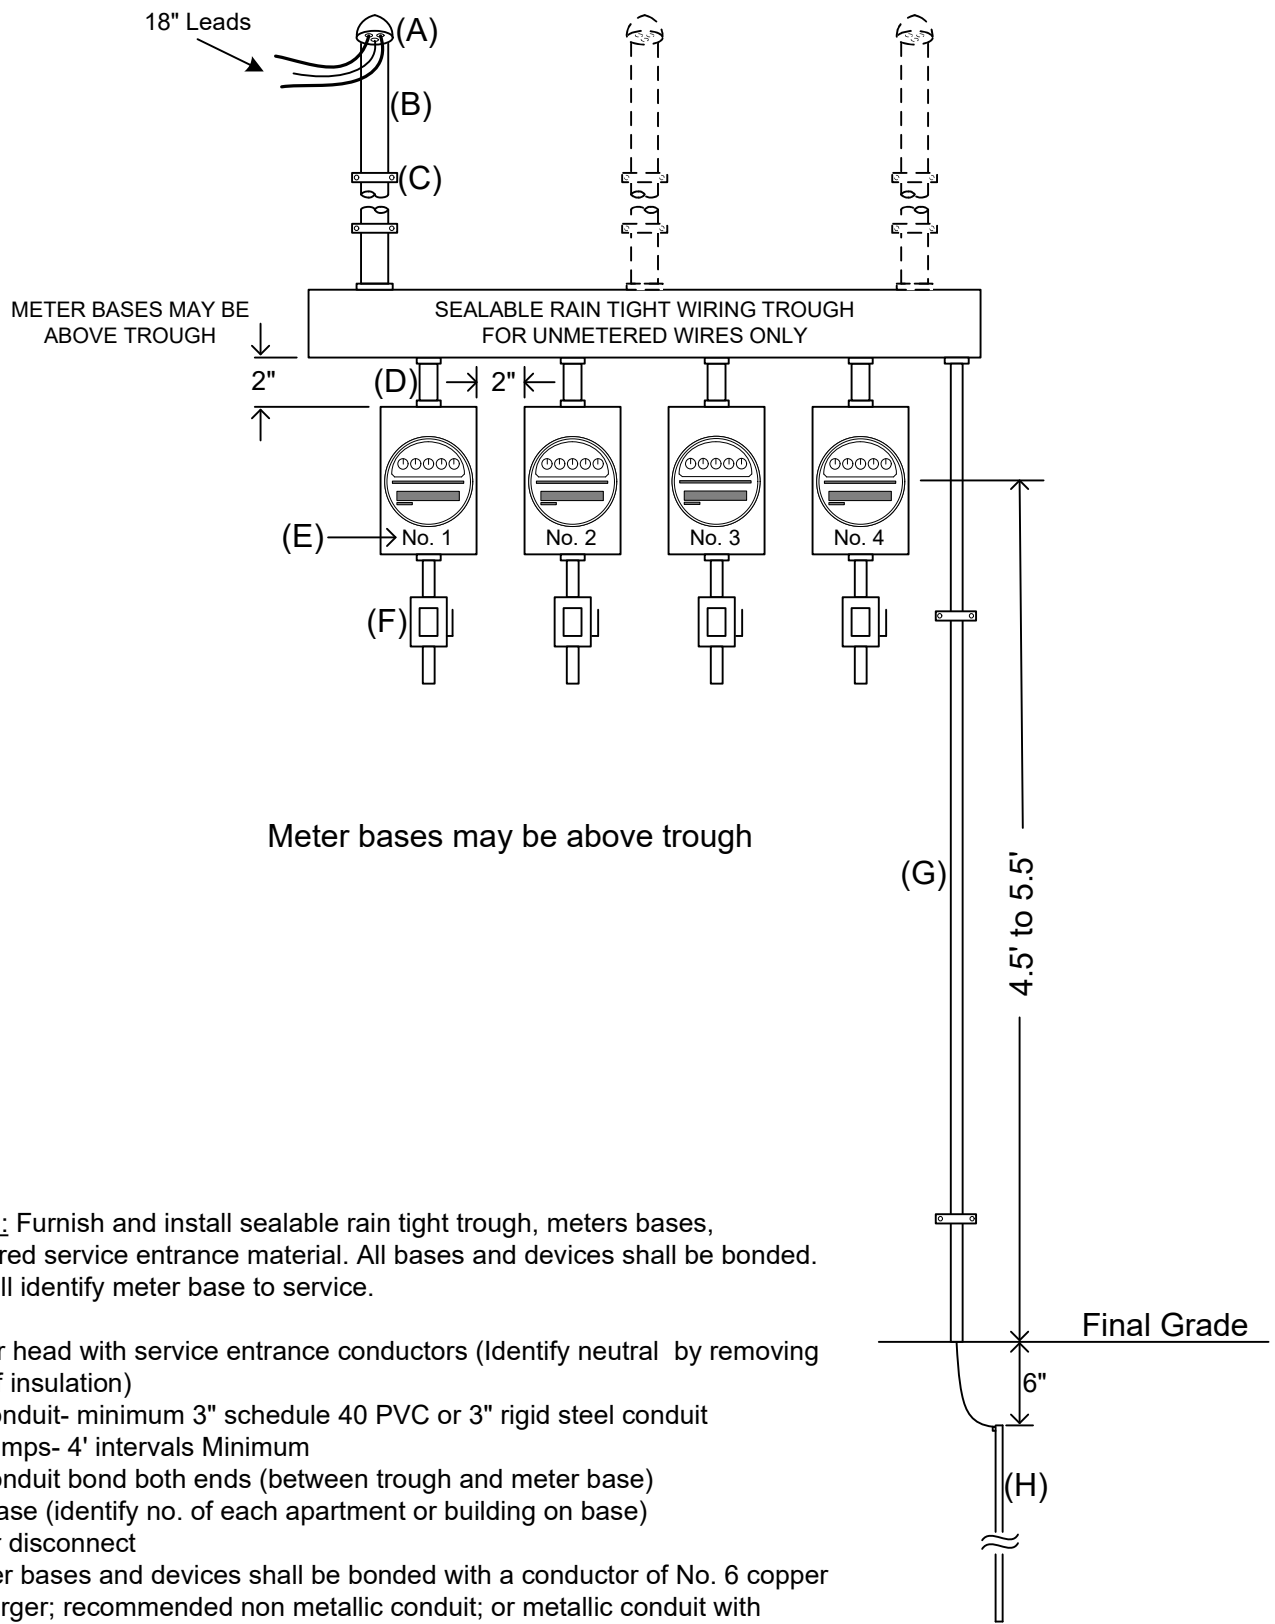 18" Leads
(A)
(B)
(C)
METER BASES MAY BE
ABOVE TROUGH
SEALABLE RAIN TIGHT WIRING TROUGH
FOR UNMETERED WIRES ONLY
2"
(D)
2"
(E)
No. 1
No. 2
No. 3
No. 4
(F)
Meter bases may be above trough
(G)
4.5' to 5.5'
: Furnish and install sealable rain tight trough, meters bases,
red service entrance material. All bases and devices shall be bonded.
ll identify meter base to service.
Final Grade
r head with service entrance conductors (Identify neutral by removing
f insulation)
6"
onduit- minimum 3" schedule 40 PVC or 3" rigid steel conduit
mps- 4' intervals Minimum
onduit bond both ends (between trough and meter base)
(H)
ase (identify no. of each apartment or building on base)
r disconnect
er bases and devices shall be bonded with a conductor of No. 6 copper
rger; recommended non metallic conduit; or metallic conduit with